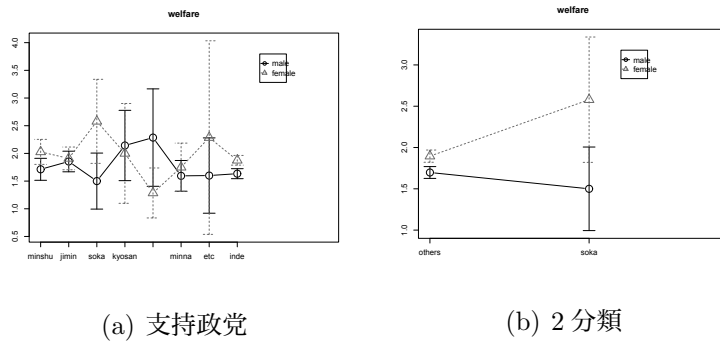 welfare
4.0
3.5
3.0
2.5
2.0
1.5
1.0
0.5
male
female
minshu jimin soka kyosan minna etc inde
(a) 支持政党
welfare
3.0
2.5
2.0
1.5
1.0
male
female
others soka
(b) 2 分類